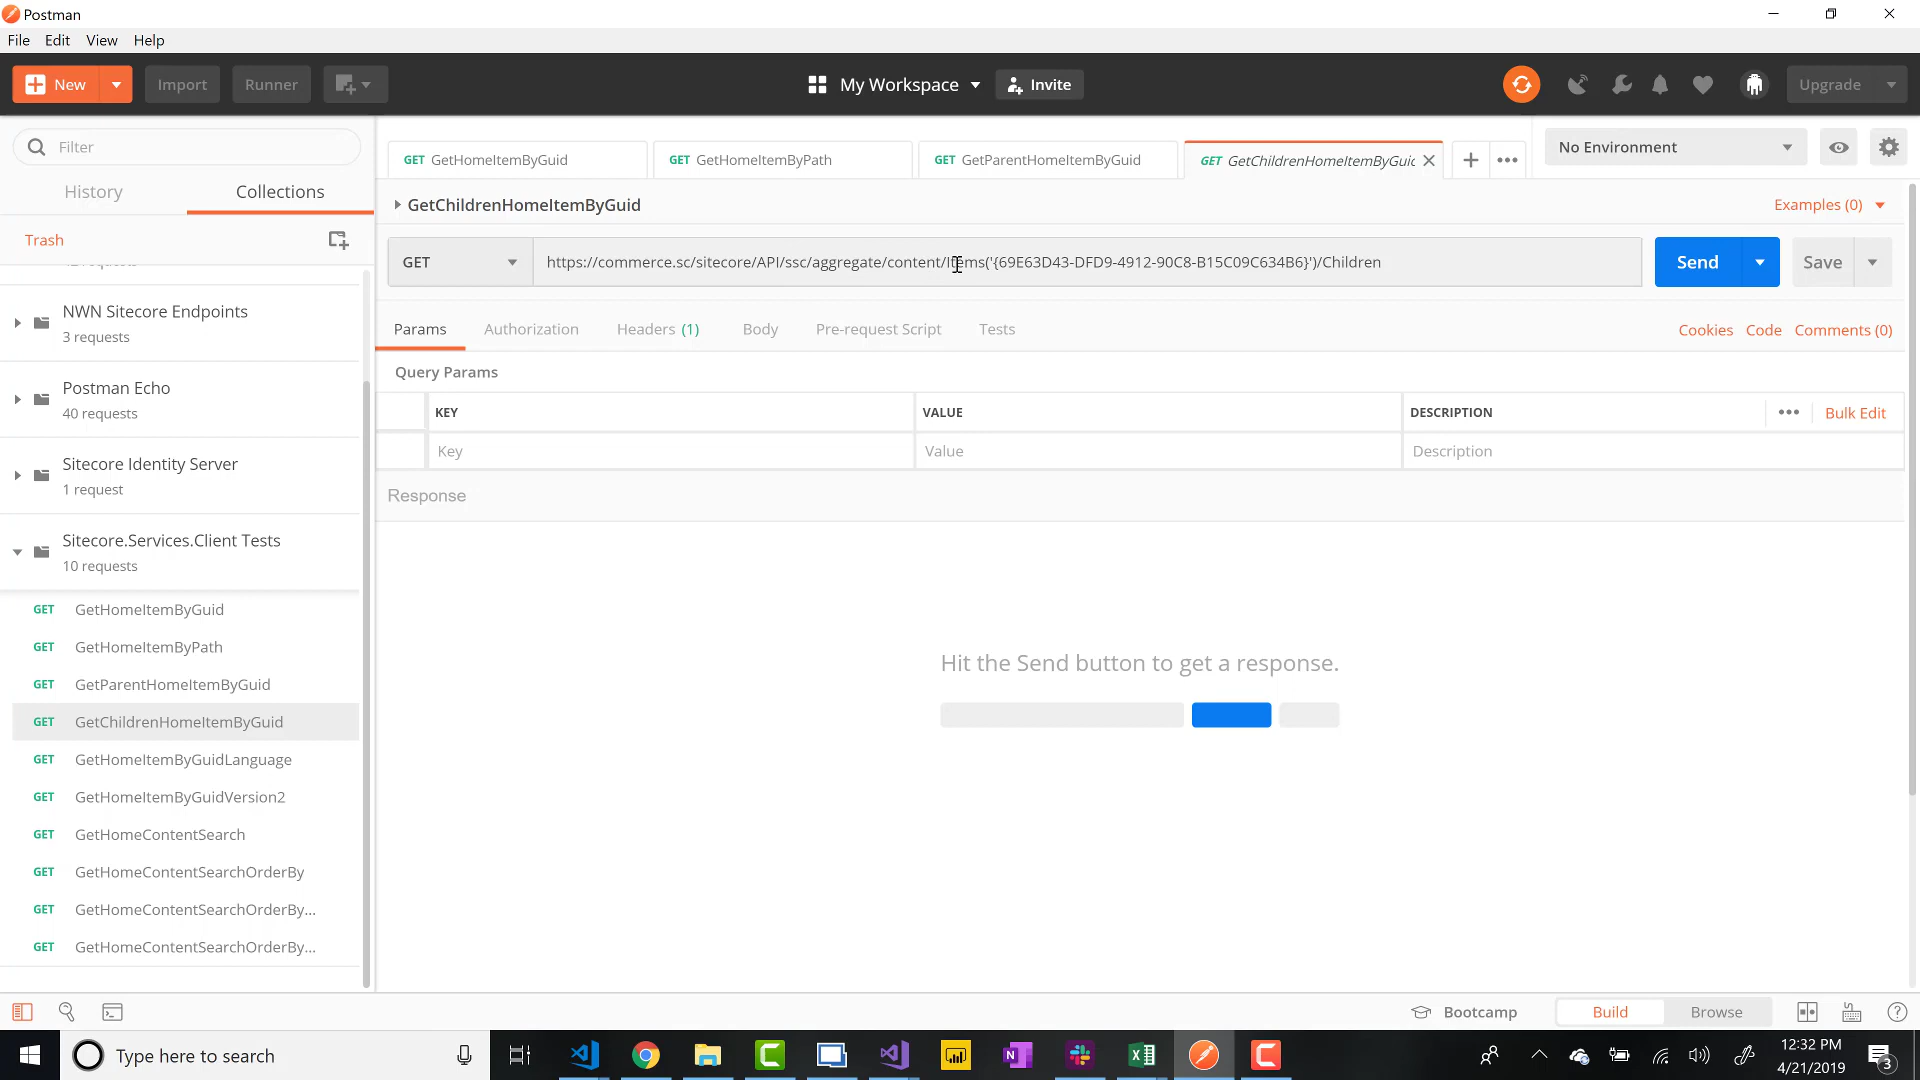 Postman
File Edit View Help
New Import Runner My Workspace Invite Upgrade
Filter
History Collections
Trash
NWN Sitecore Endpoints
3 requests
Postman Echo
40 requests
Sitecore Identity Server
1 request
Sitecore.Services.Client Tests
10 requests
GET GetHomeItemByGuid
GET GetHomeItemByPath
GET GetParentHomeItemByGuid
GET GetChildrenHomeItemByGuid
GET GetHomeItemByGuidLanguage
GET GetHomeItemByGuidVersion2
GET GetHomeContentSearch
GET GetHomeContentSearchOrderBy
GET GetHomeContentSearchOrderBy...
GET GetHomeContentSearchOrderBy...
GET GetHomeItemByGuid GET GetHomeItemByPath GET GetParentHomeItemByGuid GET GetChildrenHomeItemByGuid
No Environment
GetChildrenHomeItemByGuid
Examples (0)
GET https://commerce.sc/sitecore/API/ssc/aggregate/content/Items('{69E63D43-DFD9-4912-90C8-B15C09C634B6}')/Children Send Save
Params Authorization Headers (1) Body Pre-request Script Tests Cookies Code Comments (0)
Query Params
KEY VALUE DESCRIPTION Bulk Edit
Key Value Description
Response
Hit the Send button to get a response.
Bootcamp Build Browse
Type here to search
12:32 PM
4/21/2019
3